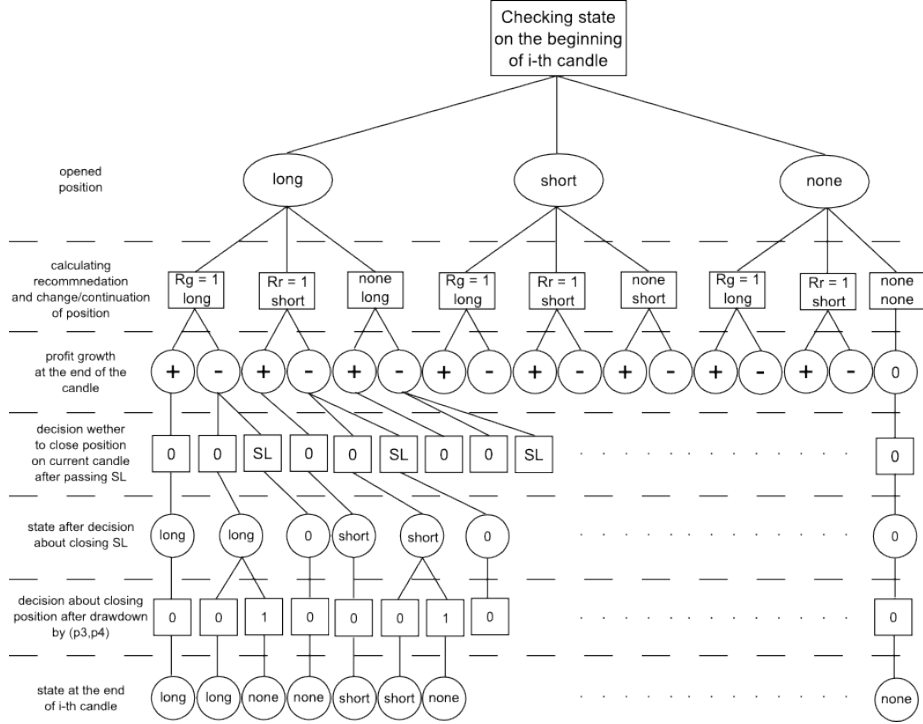 Checking state
on the beginning
of i-th candle
opened
position
long
short
none
calculating
recommnedation
and change/continuation
of position
Rg = 1
long
Rr = 1
short
none
long
Rg = 1
long
Rr = 1
short
none
short
Rg = 1
long
Rr = 1
short
none
none
profit growth
at the end of the
candle
+ - + - + - + - + - + - + - + - 0
decision wether
to close position
on current candle
after passing SL
0 0 SL 0 0 SL 0 0 SL 0
state after decision
about closing SL
long long 0 short short 0 0
decision about closing
position after drawdown
by (p3,p4)
0 0 1 0 0 0 1 0 0
state at the end
of i-th candle
long long none none short short none none